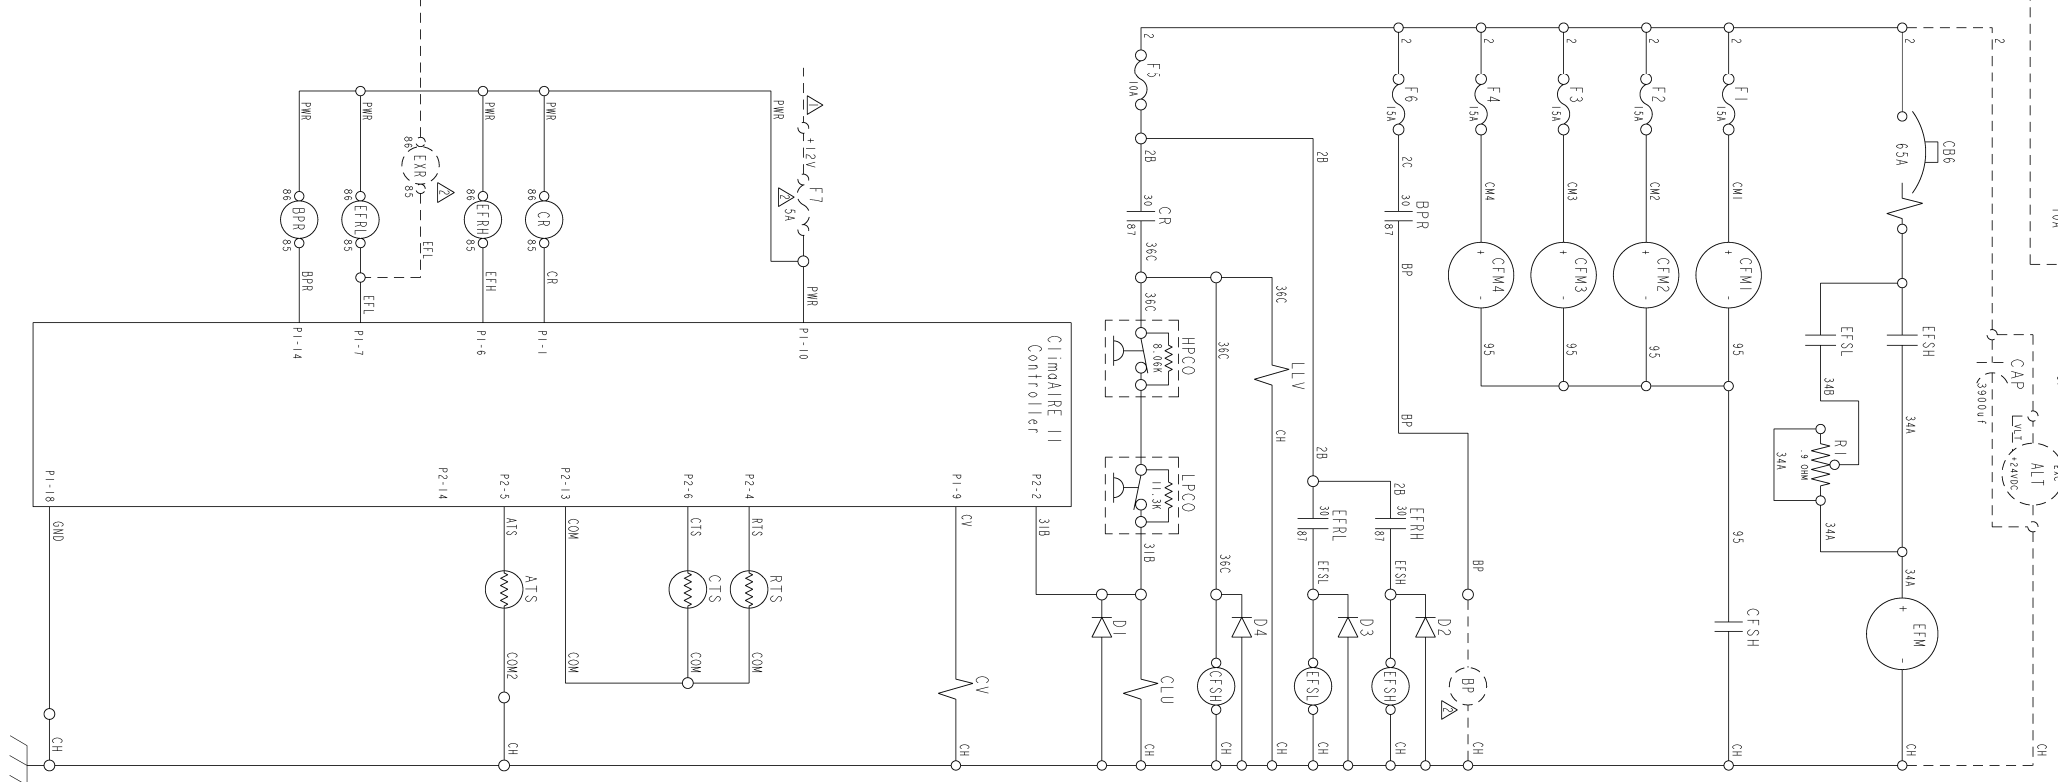 2
2
2
2
2
2
2
2
CB6
65A
F1
15A
F2
15A
F3
15A
F4
15A
F6
15A
F5
10A
10A
PWR
PWR
PWR
PWR
PWR
1
+12V
F7
2
5A
86
EXR
85
2
2B
2B
2C
CM4
CM3
CM2
CM1
30
CR
87
30
BPR
87
86
BPR
85
86
EFRL
85
86
EFRH
85
86
CR
85
EFL
BPR
EFL
EFH
CR
PWR
36C
36C
36C
BP
+
CFM4
-
+
CFM3
-
+
CFM2
-
+
CFM1
-
P1-14
P1-7
P1-6
P1-1
P1-10
ClimaAIRE II
Controller
HPCO
8.06K
36C
LLV
CH
BP
95
95
95
95
EFSL
EFSH
CAP
3900uf
34B
34A
R1
.9 OHM
34A
34A
VLT
+24VDC
ALT
EXC
P1-18
P2-14
P2-5
P2-13
P2-6
P2-4
P1-9
P2-2
LPCO
11.3K
2B
2B
30
EFRL
87
30
EFRH
87
GND
ATS
COM
CTS
RTS
CV
31B
31B
36C
EFSL
EFSH
BP
95
34A
ATS
CTS
RTS
D1
D4
D3
D2
CFSH
+
EFM
-
COM2
COM
COM
COM
CV
CLU
CFSH
EFSL
EFSH
BP
2
CH
CH
CH
CH
CH
CH
CH
CH
CH
CH
CH